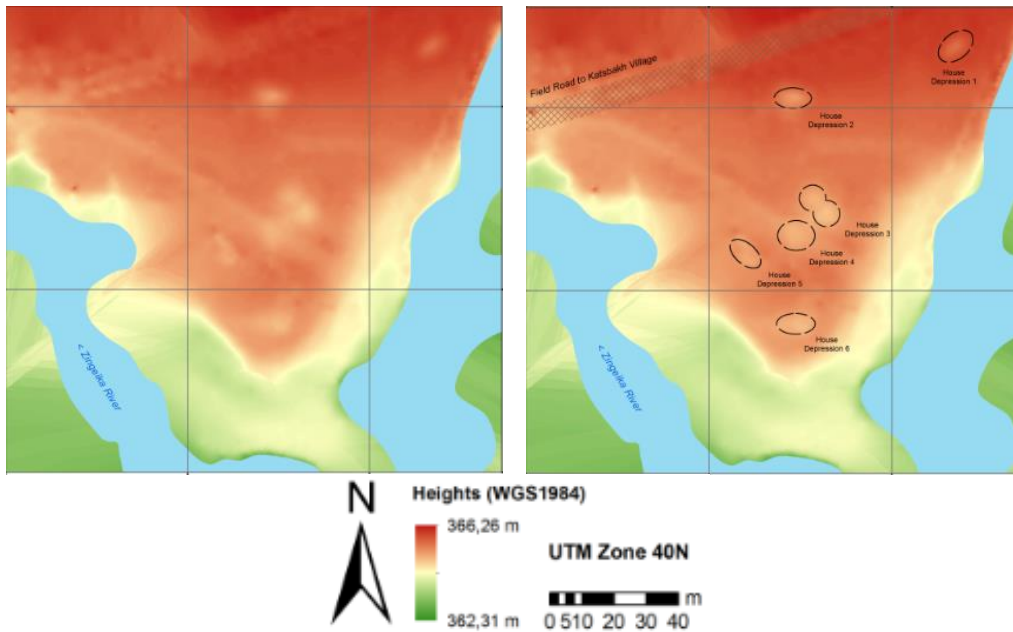 Field Road to Katsbakh Village
House
Depression 1
House
Depression 2
House
Depression 3
House
Depression 4
House
Depression 5
House
Depression 6
< Zingeika River
< Zingeika River
N
Heights (WGS1984)
366,26 m
362,31 m
UTM Zone 40N
m
0 5 10 20 30 40